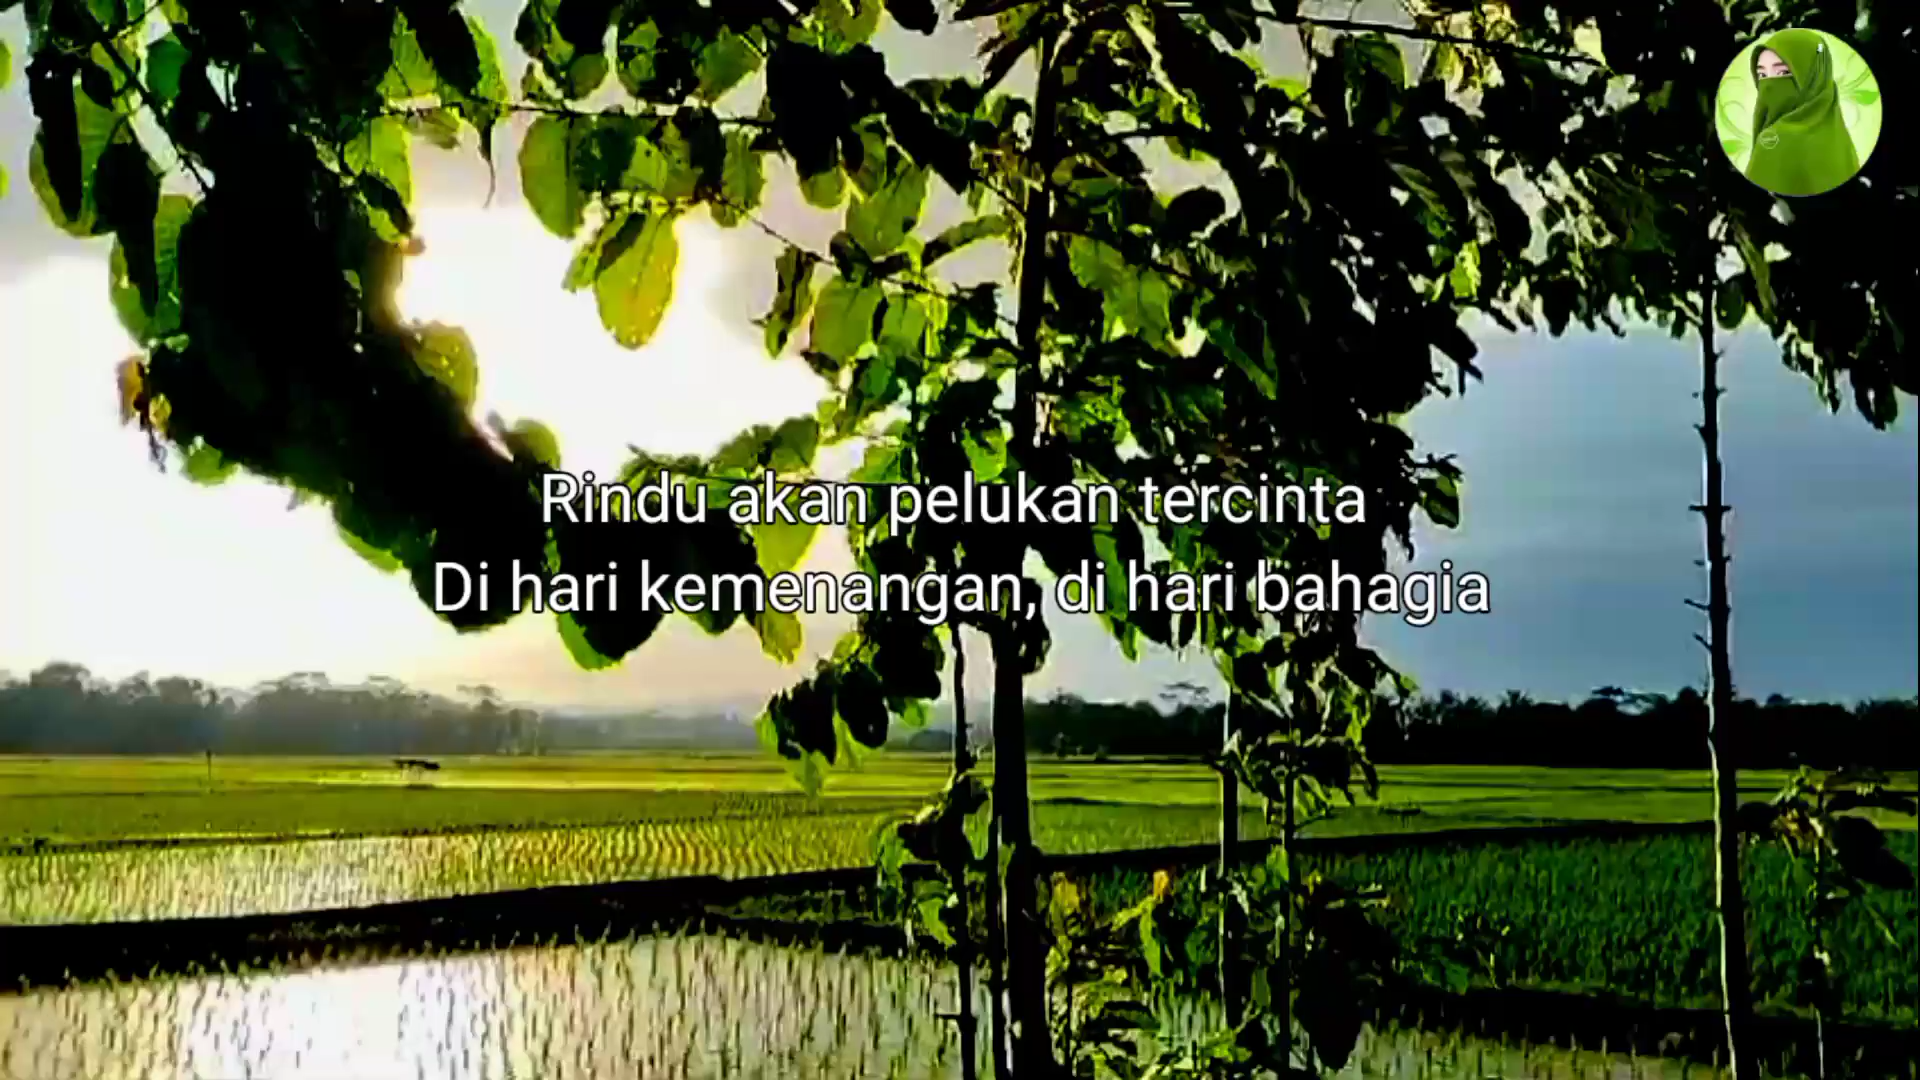 Rindu akan pelukan tercinta
Di hari kemenangan, di hari bahagia